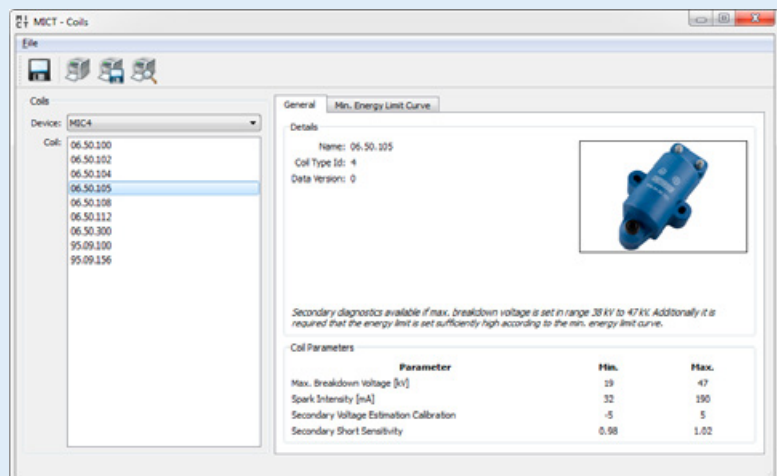 MICT - Coils
File
Coils
Device: MIC4
Coil: 06.50.100
06.50.102
06.50.104
06.50.105
06.50.108
06.50.112
06.50.300
95.09.100
95.09.156
General Min. Energy Limit Curve
Details
Name: 06.50.105
Coil Type Id: 4
Data Version: 0
Secondary diagnostics available if max. breakdown voltage is set in range 38 kV to 47 kV. Additionally it is
required that the energy limit is set sufficiently high according to the min. energy limit curve.
Coil Parameters
Parameter Min. Max.
Max. Breakdown Voltage [kV] 19 47
Spark Intensity [mA] 32 190
Secondary Voltage Estimation Calibration -5 5
Secondary Short Sensitivity 0.98 1.02